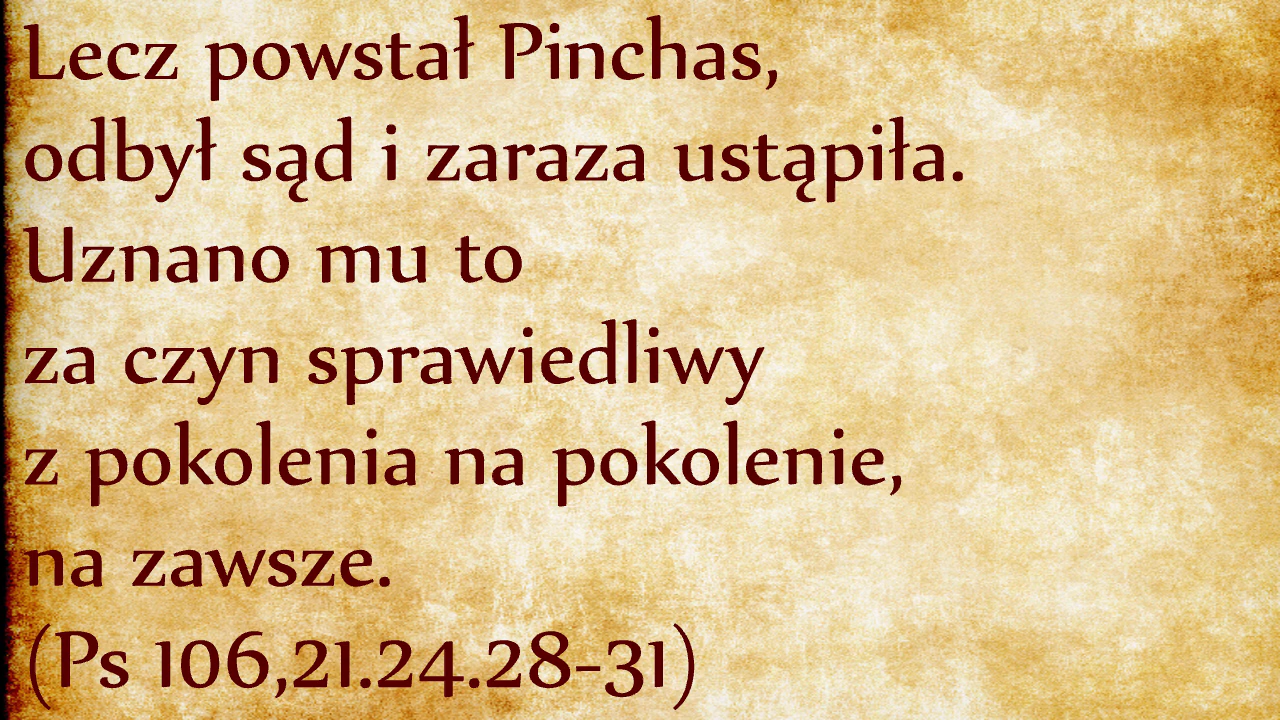 Lecz powstał Pinchas,
odbył sąd i zaraza ustąpiła.
Uznano mu to
za czyn sprawiedliwy
z pokolenia na pokolenie,
na zawsze.
(Ps 106,21.24.28-31)